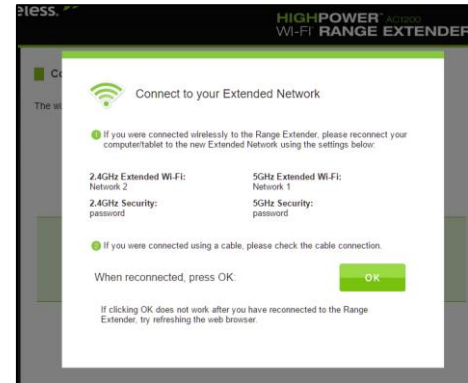 eless.
HIGHPOWER AC1200
WI-FI RANGE EXTENDER
Co
The wi
Connect to your Extended Network
1 If you were connected wirelessly to the Range Extender, please reconnect your
computer/tablet to the new Extended Network using the settings below:
2.4GHz Extended Wi-Fi: 5GHz Extended Wi-Fi:
Network 2 Network 1
2.4GHz Security: 5GHz Security:
password password
2 If you were connected using a cable, please check the cable connection.
When reconnected, press OK: OK
If clicking OK does not work after you have reconnected to the Range
Extender, try refreshing the web browser.